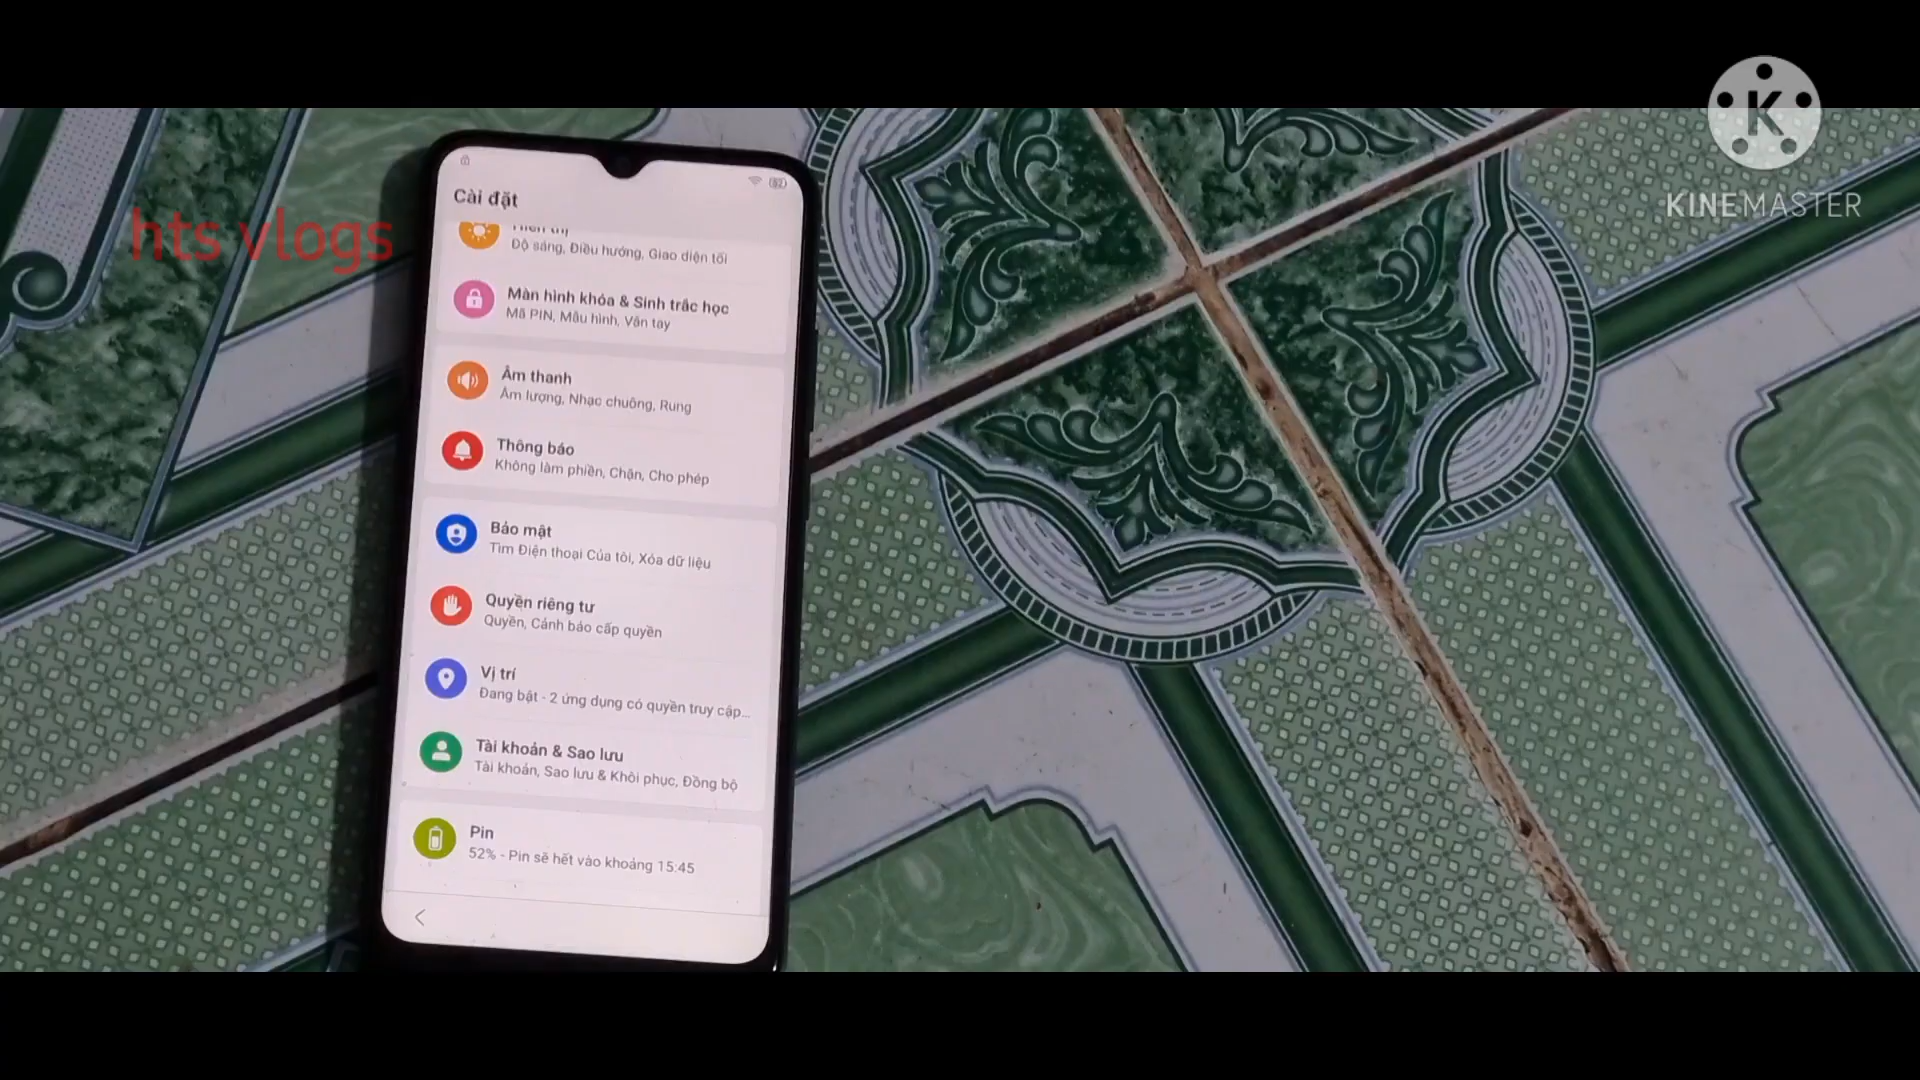 K
KINEMASTER
hts vlogs
52
Cài đặt
Độ sáng, Điều hướng, Giao diện tối
Màn hình khóa & Sinh trắc học
Mã PIN, Mẫu hình, Vân tay
Âm thanh
Âm lượng, Nhạc chuông, Rung
Thông báo
Không làm phiền, Chặn, Cho phép
Bảo mật
Tìm Điện thoại Của tôi, Xóa dữ liệu
Quyền riêng tư
Quyền, Cảnh báo cấp quyền
Vị trí
Đang bật - 2 ứng dụng có quyền truy cập...
Tài khoản & Sao lưu
Tài khoản, Sao lưu & Khôi phục, Đồng bộ
Pin
52% - Pin sẽ hết vào khoảng 15:45